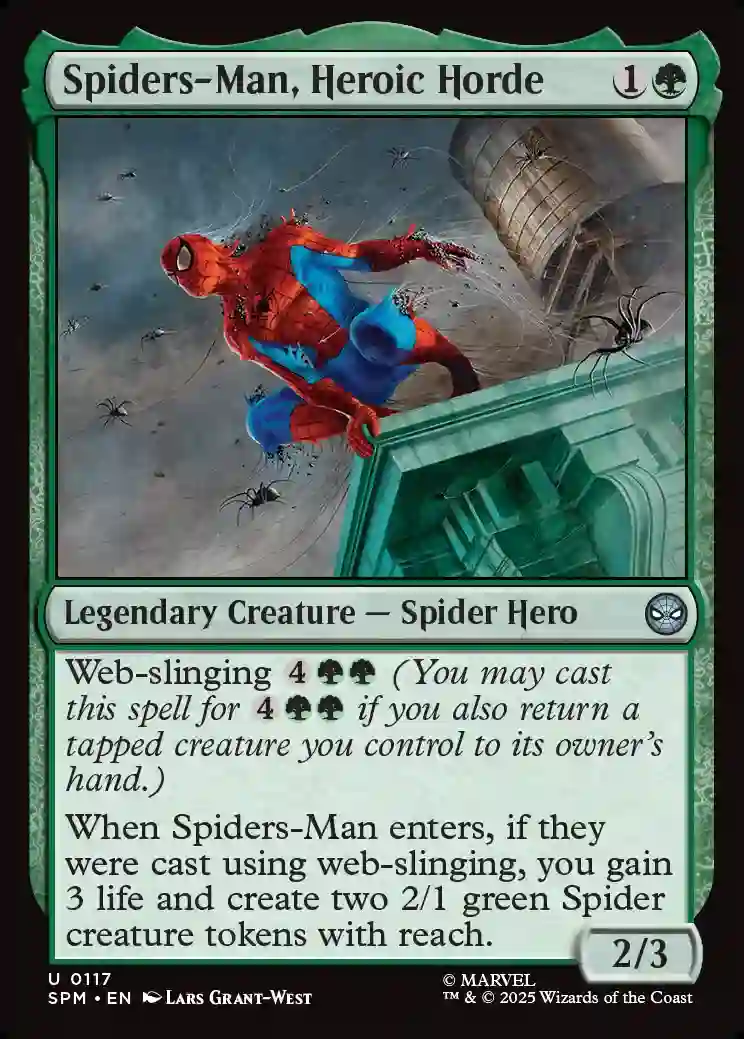 Spiders-Man, Heroic Horde 1
Legendary Creature — Spider Hero
Web-slinging 4 (You may cast
this spell for 4 if you also return a
tapped creature you control to its owner's
hand.)
When Spiders-Man enters, if they
were cast using web-slinging, you gain
3 life and create two 2/1 green Spider
creature tokens with reach.
2/3
U 0117
SPM • EN Lars Grant-West
© MARVEL
™ & © 2025 Wizards of the Coast